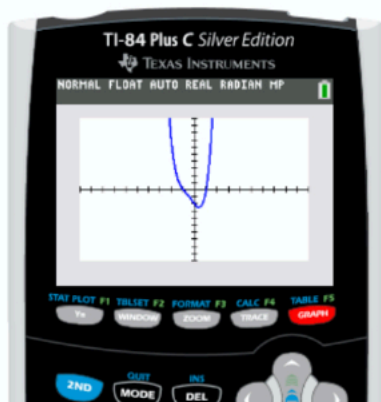 TI-84 Plus C Silver Edition
TEXAS INSTRUMENTS
NORMAL FLOAT AUTO REAL RADIAN MP
STAT PLOT F1 TBLSET F2 FORMAT F3 CALC F4 TABLE F5
Y= WINDOW ZOOM TRACE GRAPH
QUIT INS
2ND MODE DEL